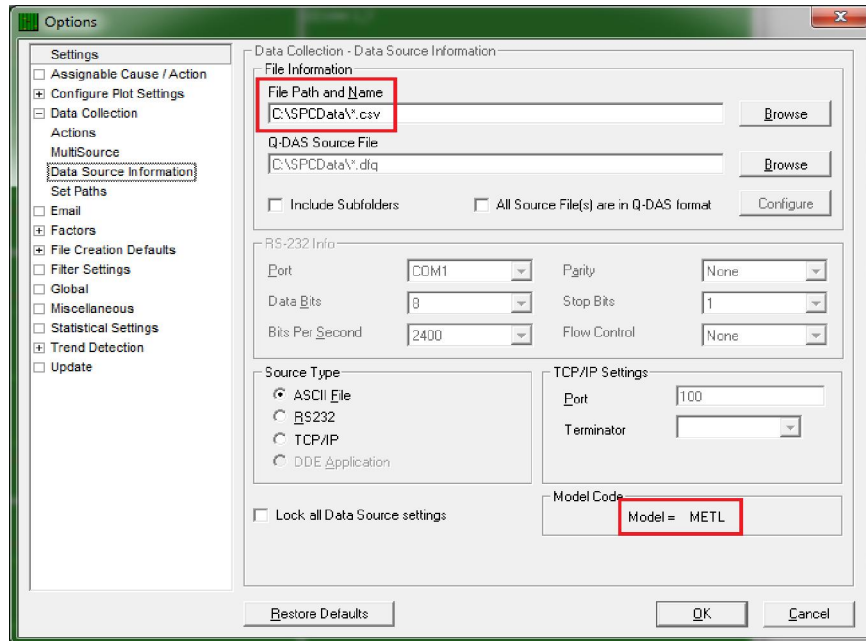 Options
Settings
Assignable Cause / Action
Configure Plot Settings
Data Collection
Actions
MultiSource
Data Source Information
Set Paths
Email
Factors
File Creation Defaults
Filter Settings
Global
Miscellaneous
Statistical Settings
Trend Detection
Update
Data Collection - Data Source Information
File Information
File Path and Name
C:\SPCData\*.csv
Browse
Q-DAS Source File
C:\SPCData\*.dfq
Browse
Include Subfolders
All Source File(s) are in Q-DAS format
Configure
RS-232 Info
Port COM1 Parity None
Data Bits 8 Stop Bits 1
Bits Per Second 2400 Flow Control None
Source Type
ASCII File
RS232
TCP/IP
DDE Application
TCP/IP Settings
Port 100
Terminator
Lock all Data Source settings
Model Code
Model = METL
Restore Defaults OK Cancel